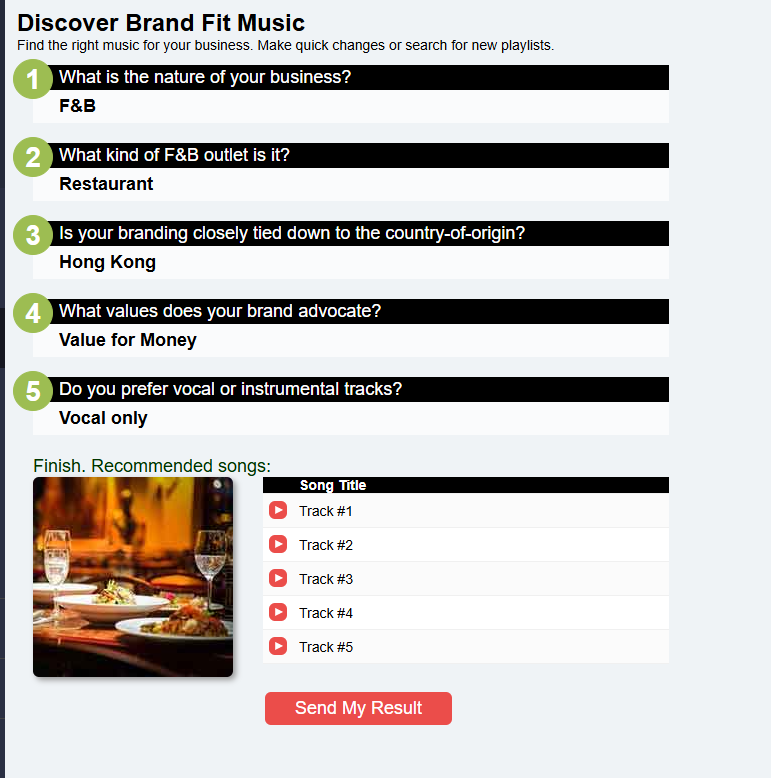 Discover Brand Fit Music
Find the right music for your business. Make quick changes or search for new playlists.
1 What is the nature of your business?
F&B
2 What kind of F&B outlet is it?
Restaurant
3 Is your branding closely tied down to the country-of-origin?
Hong Kong
4 What values does your brand advocate?
Value for Money
5 Do you prefer vocal or instrumental tracks?
Vocal only
Finish. Recommended songs:
Song Title
Track #1
Track #2
Track #3
Track #4
Track #5
Send My Result